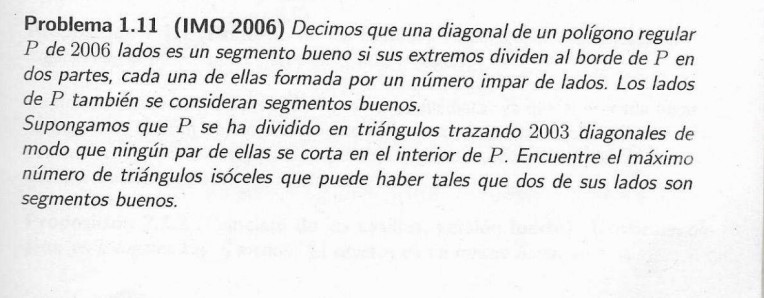 Problema 1.11 (IMO 2006) Decimos que una diagonal de un polígono regular
P de 2006 lados es un segmento bueno si sus extremos dividen al borde de P en
dos partes, cada una de ellas formada por un número impar de lados. Los lados
de P también se consideran segmentos buenos.
Supongamos que P se ha dividido en triángulos trazando 2003 diagonales de
modo que ningún par de ellas se corta en el interior de P. Encuentre el máximo
número de triángulos isóceles que puede haber tales que dos de sus lados son
segmentos buenos.